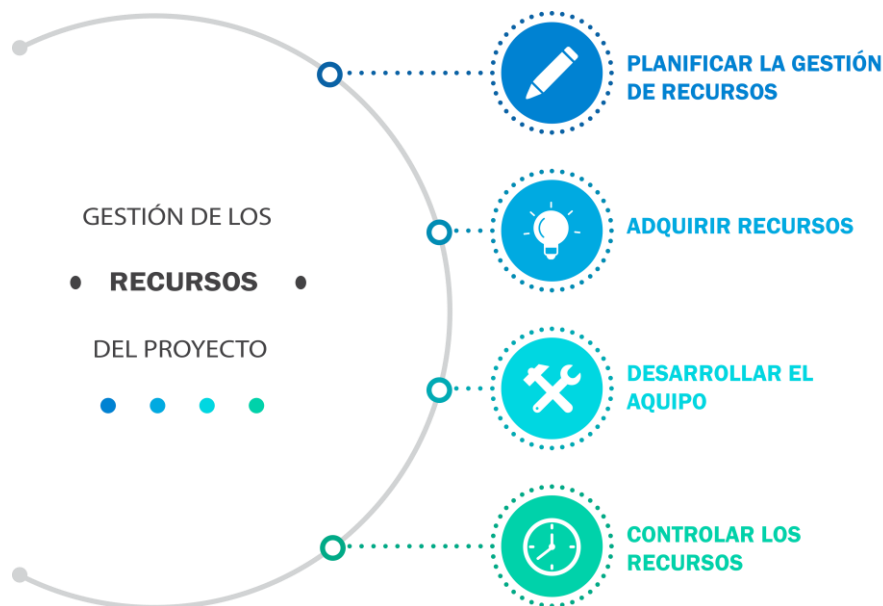 GESTIÓN DE LOS
• RECURSOS •
DEL PROYECTO
PLANIFICAR LA GESTIÓN
DE RECURSOS
ADQUIRIR RECURSOS
DESARROLLAR EL
AQUIPO
CONTROLAR LOS
RECURSOS